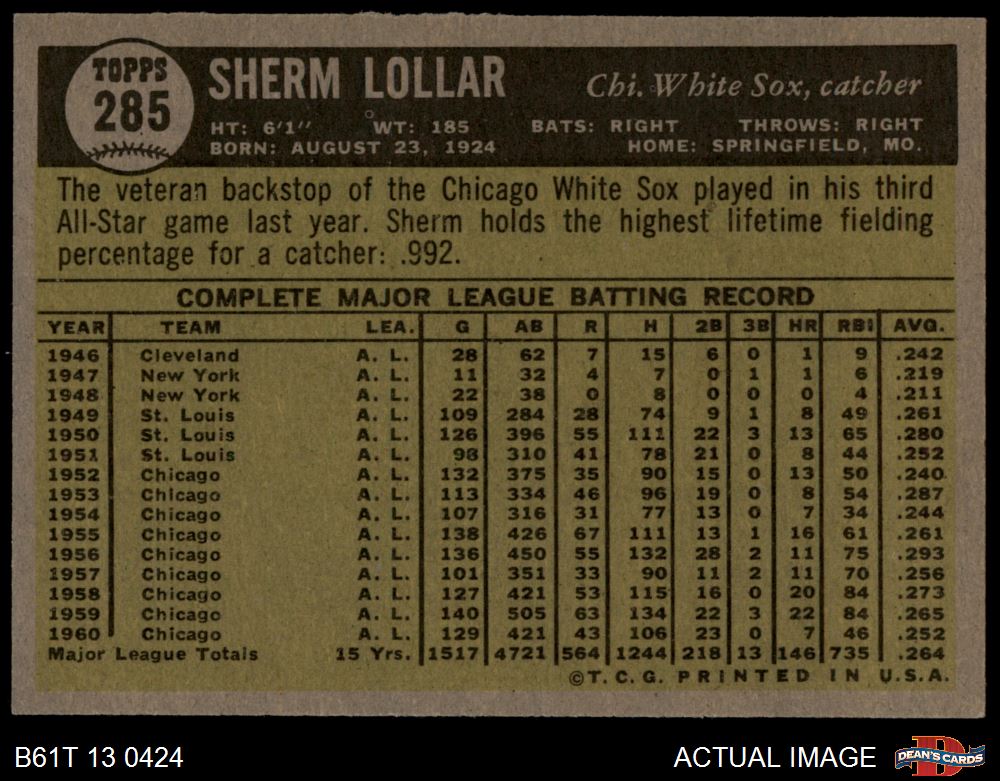 TOPPS
285
SHERM LOLLAR
Chi. White Sox, catcher
HT: 6'1" WT: 185 BATS: RIGHT THROWS: RIGHT
BORN: AUGUST 23, 1924 HOME: SPRINGFIELD, MO.
The veteran backstop of the Chicago White Sox played in his third
All-Star game last year. Sherm holds the highest lifetime fielding
percentage for a catcher: .992.
COMPLETE MAJOR LEAGUE BATTING RECORD
YEAR TEAM LEA. G AB R H 2B 3B HR RBI AVG.
1946 Cleveland A. L. 28 62 7 15 6 0 1 9 .242
1947 New York A. L. 11 32 4 7 0 1 1 6 .219
1948 New York A. L. 22 38 0 8 0 0 0 4 .211
1949 St. Louis A. L. 109 284 28 74 9 1 8 49 .261
1950 St. Louis A. L. 126 396 55 111 22 3 13 65 .280
1951 St. Louis A. L. 98 310 41 78 21 0 8 44 .252
1952 Chicago A. L. 132 375 35 90 15 0 13 50 .240
1953 Chicago A. L. 113 334 46 96 19 0 8 54 .287
1954 Chicago A. L. 107 316 31 77 13 0 7 34 .244
1955 Chicago A. L. 138 426 67 111 13 1 16 61 .261
1956 Chicago A. L. 136 450 55 132 28 2 11 75 .293
1957 Chicago A. L. 101 351 33 90 11 2 11 70 .256
1958 Chicago A. L. 127 421 53 115 16 0 20 84 .273
1959 Chicago A. L. 140 505 63 134 22 3 22 84 .265
1960 Chicago A. L. 129 421 43 106 23 0 7 46 .252
Major League Totals 15 Yrs. 1517 4721 564 1244 218 13 146 735 .264
©T. C. G. PRINTED IN U.S.A.
B61T 13 0424
ACTUAL IMAGE
D
DEAN'S CARDS